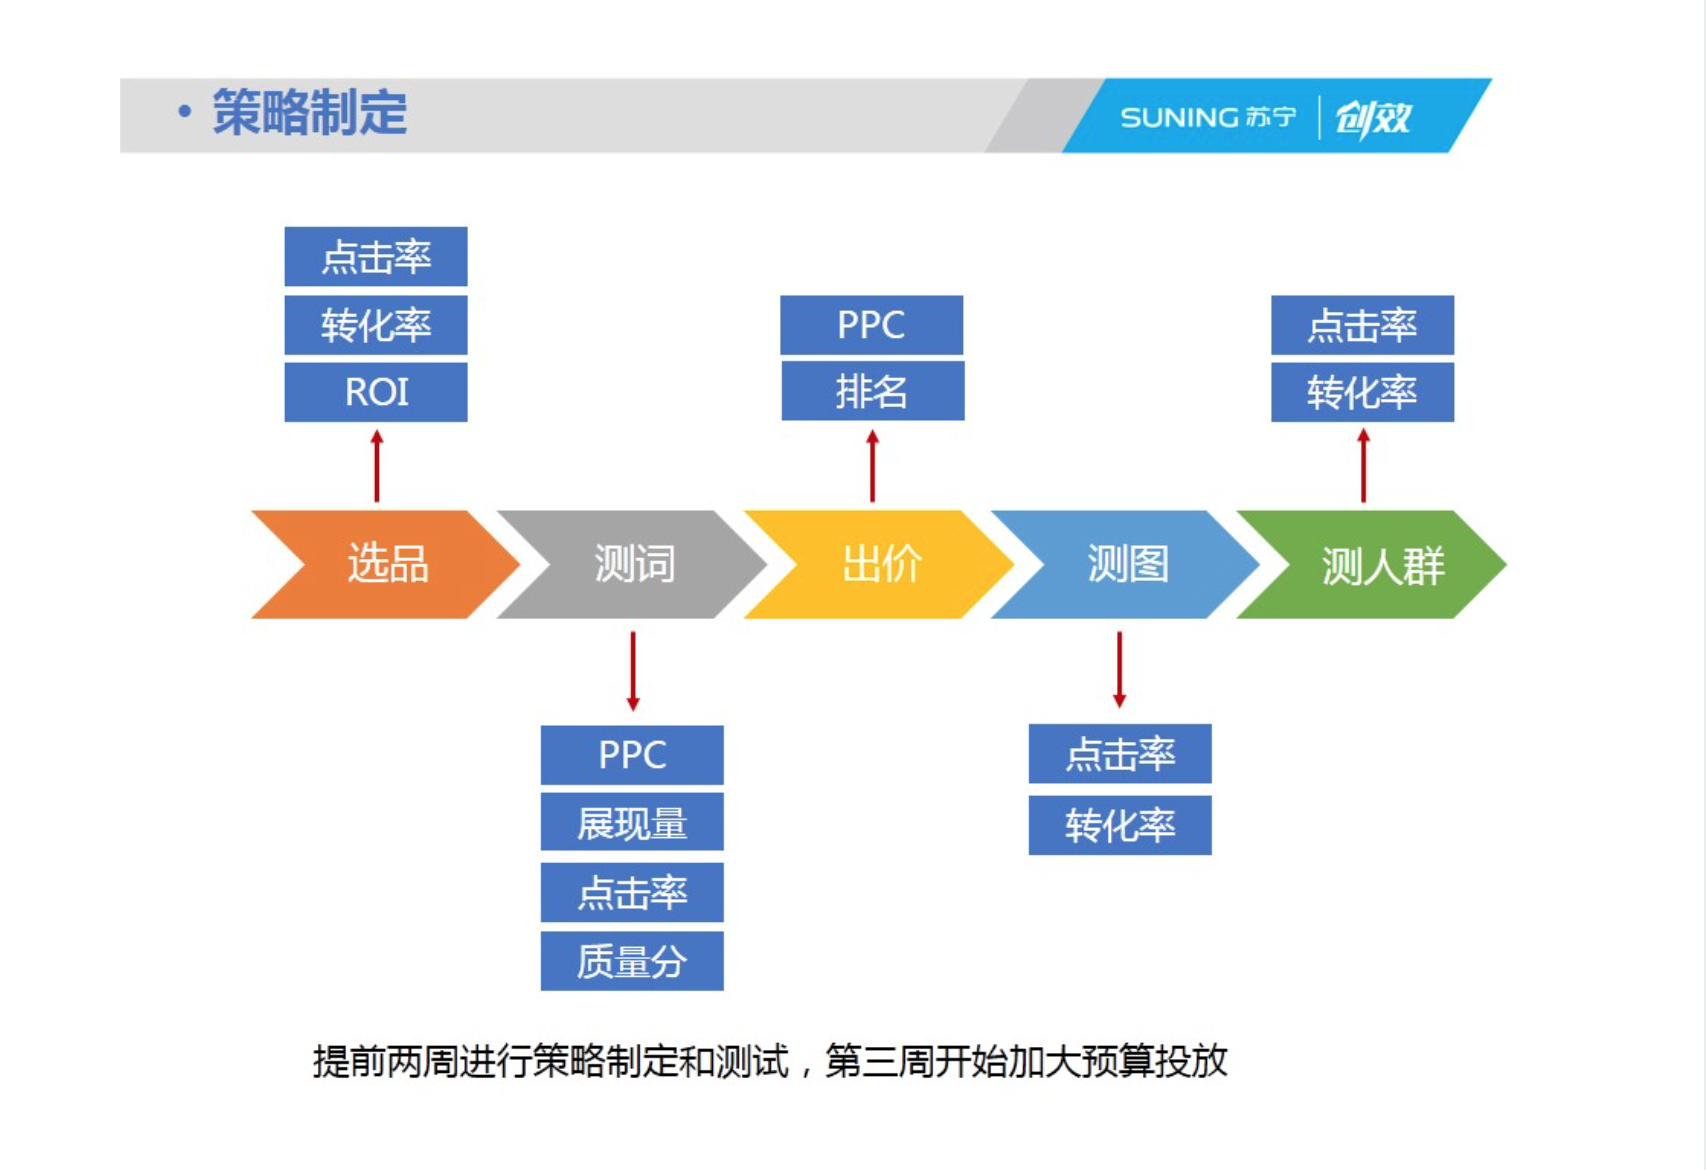 • 策略制定
SUNING 苏宁 | 创效
点击率
转化率
ROI
PPC
排名
点击率
转化率
选品
测词
出价
测图
测人群
PPC
展现量
点击率
质量分
点击率
转化率
提前两周进行策略制定和测试，第三周开始加大预算投放